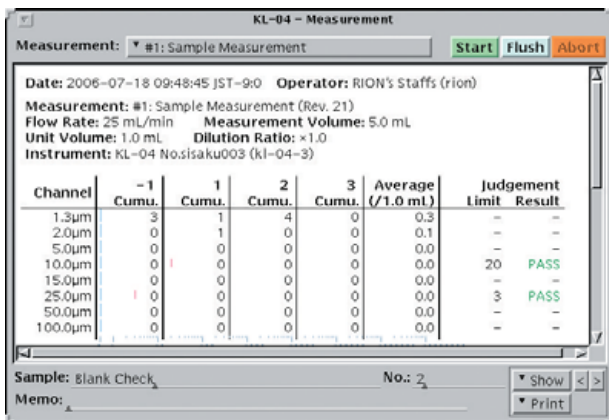 KL-04 - Measurement
Measurement: #1: Sample Measurement Start Flush Abort
Date: 2006-07-18 09:48:45 JST-9:0 Operator: RION's Staffs (rion)
Measurement: #1: Sample Measurement (Rev. 21)
Flow Rate: 25 mL/min Measurement Volume: 5.0 mL
Unit Volume: 1.0 mL Dilution Ratio: ×1.0
Instrument: KL-04 No.sisaku003 (kl-04-3)
Channel -1 Cumu. 1 Cumu. 2 Cumu. 3 Cumu. Average (/1.0 mL) Judgement Limit Result
1.3µm 3 1 4 0 0.3 - -
2.0µm 0 1 0 0 0.1 - -
5.0µm 0 0 0 0 0.0 - -
10.0µm 0 0 0 0 0.0 20 PASS
15.0µm 0 0 0 0 0.0 - -
25.0µm 0 0 0 0 0.0 3 PASS
50.0µm 0 0 0 0 0.0 - -
100.0µm 0 0 0 0 0.0 - -
Sample: Blank Check No.: 2 Show < >
Memo: Print